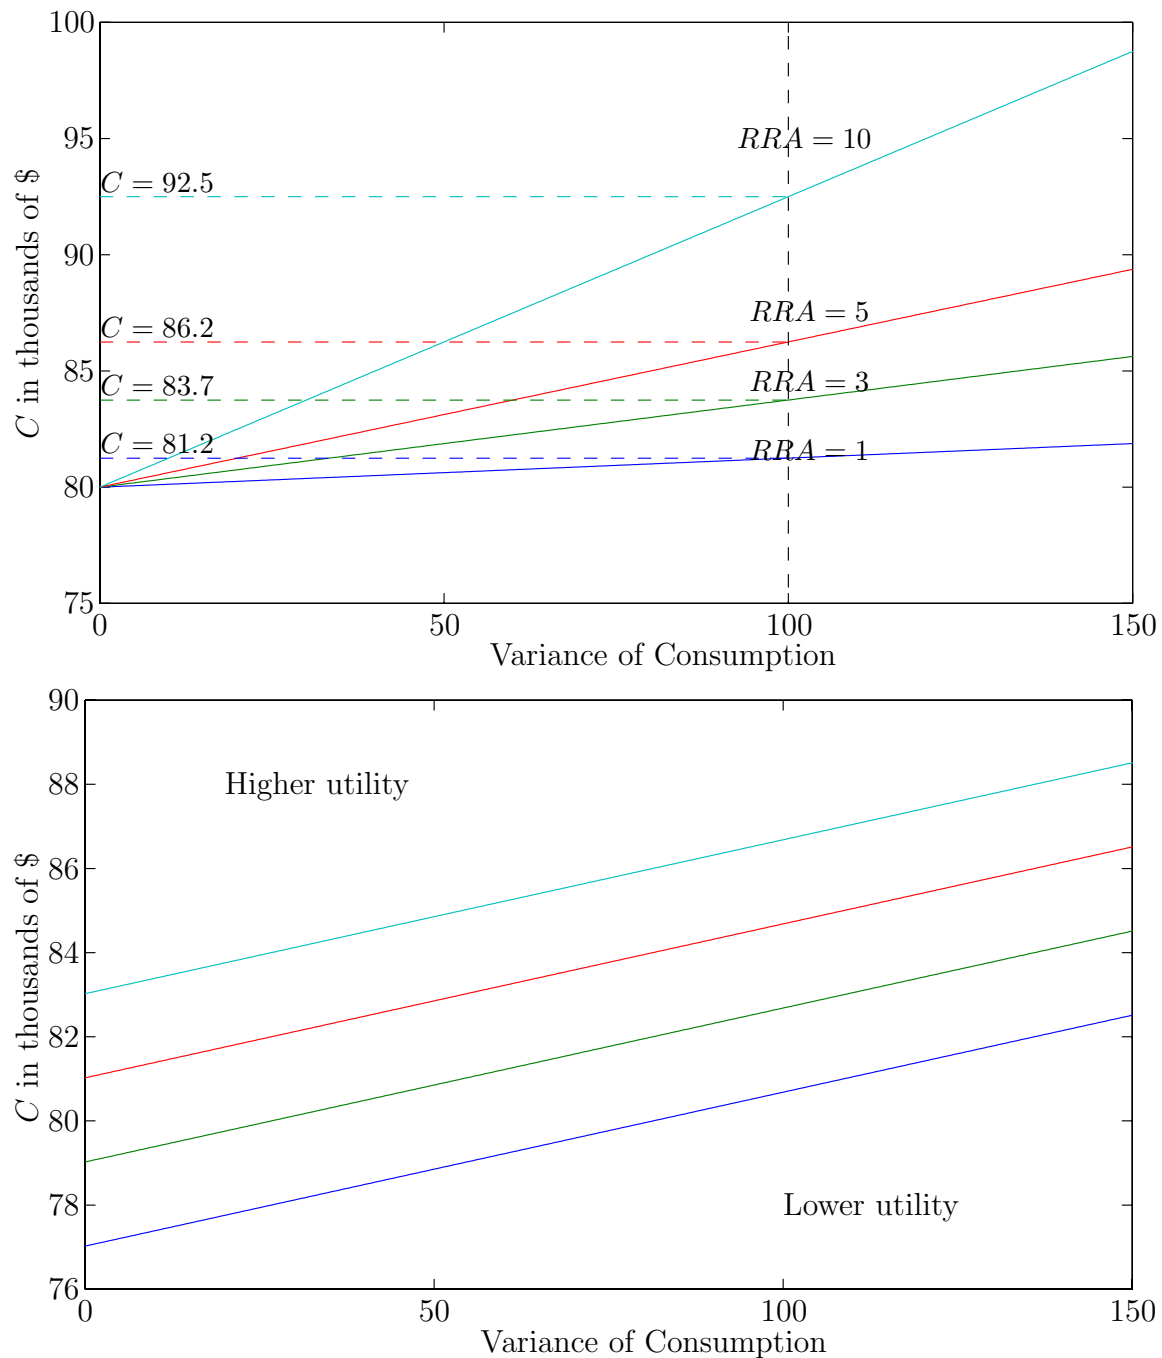 100
95
90
85
80
75
C in thousands of $
RRA = 10
C = 92.5
RRA = 5
C = 86.2
RRA = 3
C = 83.7
C = 81.2
RRA = 1
0
50
100
150
Variance of Consumption
90
88
86
84
82
80
78
76
C in thousands of $
Higher utility
Lower utility
0
50
100
150
Variance of Consumption